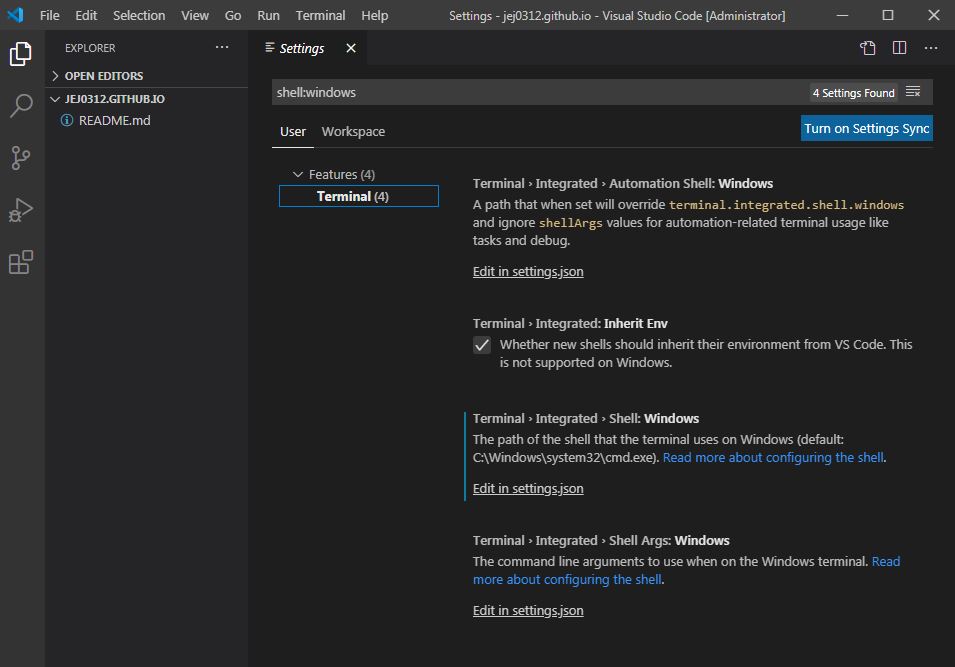 File Edit Selection View Go Run Terminal Help Settings - jej0312.github.io - Visual Studio Code [Administrator]
EXPLORER
OPEN EDITORS
JEJ0312.GITHUB.IO
README.md
Settings
shell:windows 4 Settings Found
User Workspace Turn on Settings Sync
Features (4)
Terminal (4)
Terminal › Integrated › Automation Shell: Windows
A path that when set will override terminal.integrated.shell.windows
and ignore shellArgs values for automation-related terminal usage like
tasks and debug.
Edit in settings.json
Terminal › Integrated: Inherit Env
Whether new shells should inherit their environment from VS Code. This
is not supported on Windows.
Terminal › Integrated › Shell: Windows
The path of the shell that the terminal uses on Windows (default:
C:\Windows\system32\cmd.exe). Read more about configuring the shell.
Edit in settings.json
Terminal › Integrated › Shell Args: Windows
The command line arguments to use when on the Windows terminal. Read
more about configuring the shell.
Edit in settings.json